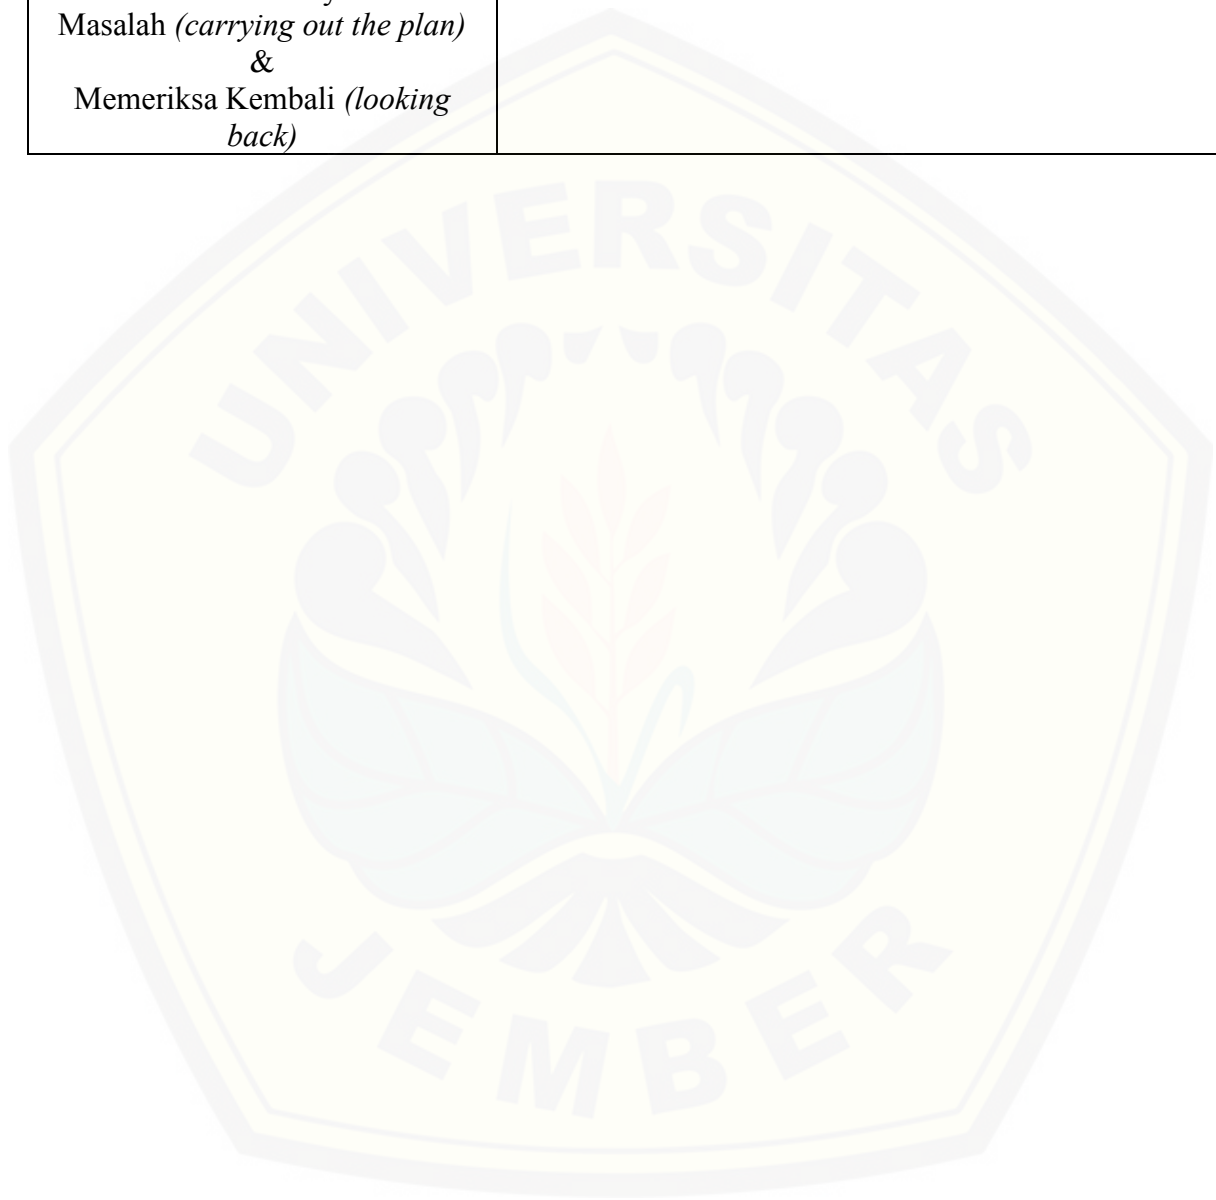 Masalah (carrying out the plan)
&
Memeriksa Kembali (looking
back)
UNIVERSITAS
JEMBER